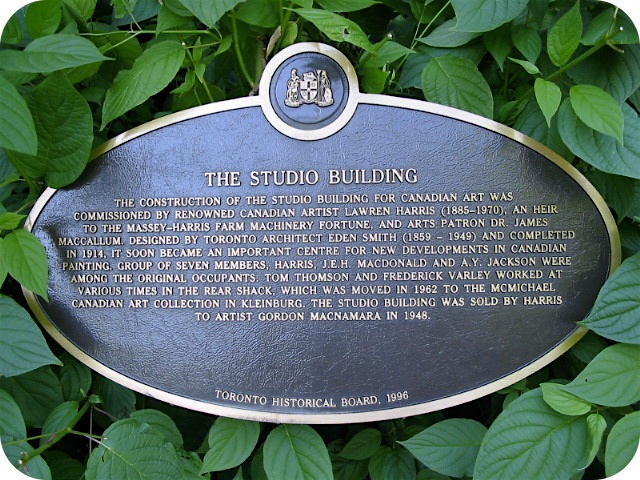 THE STUDIO BUILDING
THE CONSTRUCTION OF THE STUDIO BUILDING FOR CANADIAN ART WAS
COMMISSIONED BY RENOWNED CANADIAN ARTIST LAWREN HARRIS (1885-1970), AN HEIR
TO THE MASSEY-HARRIS FARM MACHINERY FORTUNE, AND ARTS PATRON DR. JAMES
MACCALLUM. DESIGNED BY TORONTO ARCHITECT EDEN SMITH (1859 - 1949) AND COMPLETED
IN 1914, IT SOON BECAME AN IMPORTANT CENTRE FOR NEW DEVELOPMENTS IN CANADIAN
PAINTING. GROUP OF SEVEN MEMBERS, HARRIS, J.E.H. MACDONALD AND A.Y. JACKSON WERE
AMONG THE ORIGINAL OCCUPANTS. TOM THOMSON AND FREDERICK VARLEY WORKED AT
VARIOUS TIMES IN THE REAR SHACK, WHICH WAS MOVED IN 1962 TO THE MCMICHAEL
CANADIAN ART COLLECTION IN KLEINBURG. THE STUDIO BUILDING WAS SOLD BY HARRIS
TO ARTIST GORDON MACNAMARA IN 1948.
TORONTO HISTORICAL BOARD, 1996